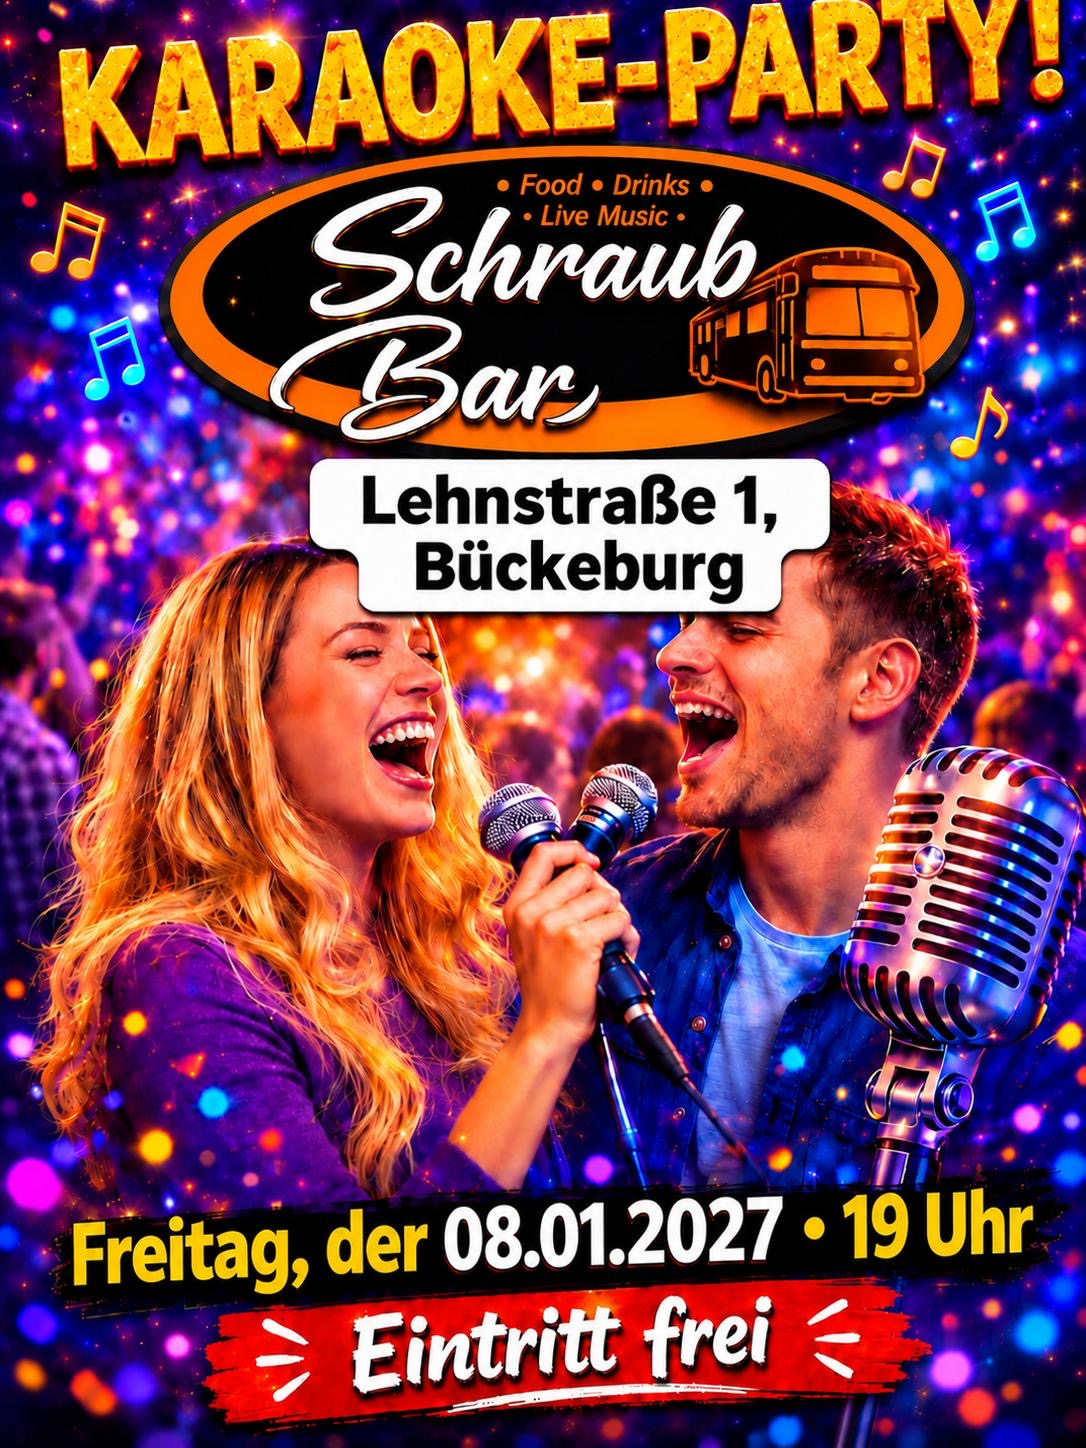 KARAOKE-PARTY!
• Food • Drinks •
• Live Music •
Schraub
Bar
Lehnstraße 1,
Bückeburg
Freitag, der 08.01.2027 • 19 Uhr
Eintritt frei